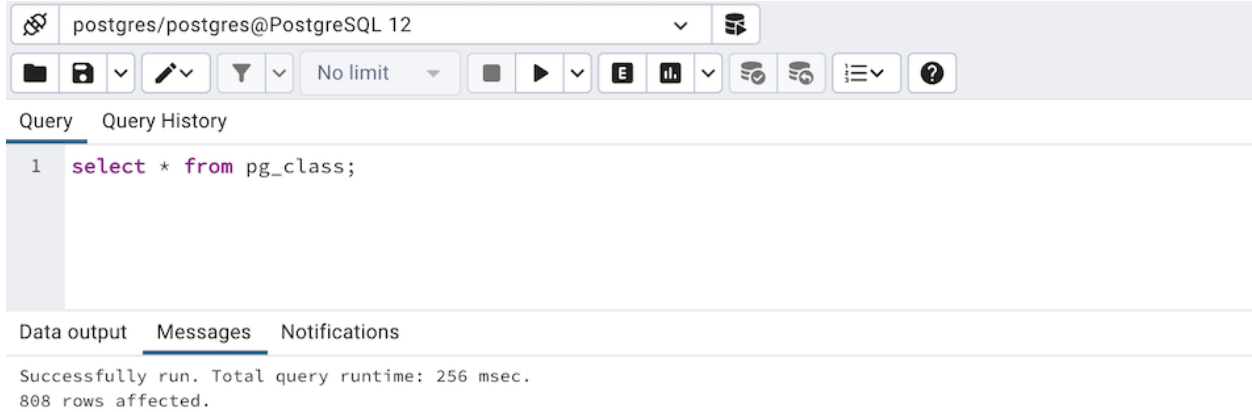 postgres/postgres@PostgreSQL 12
No limit
E
Query Query History
1 select * from pg_class;
Data output Messages Notifications
Successfully run. Total query runtime: 256 msec.
808 rows affected.